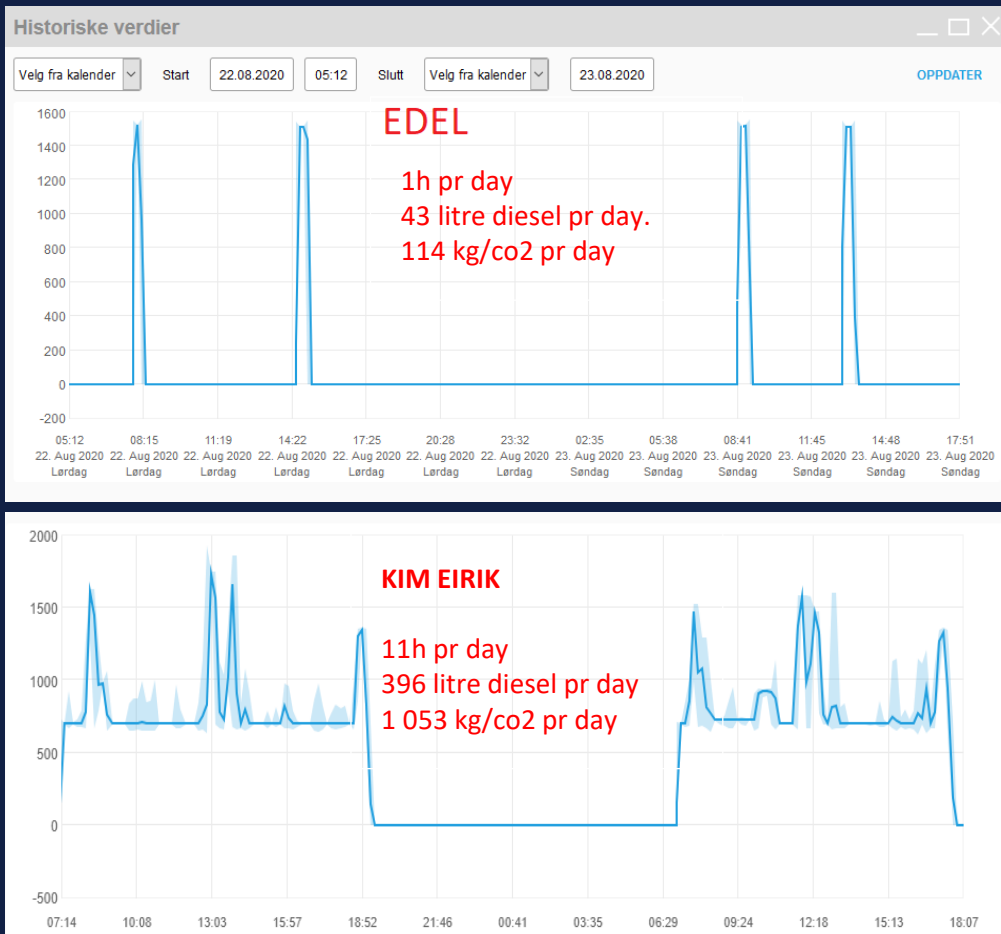 Historiske verdier
Velg fra kalender Start 22.08.2020 05:12 Slutt Velg fra kalender 23.08.2020 OPPDATER
EDEL
1h pr day
43 litre diesel pr day.
114 kg/co2 pr day
1600
1400
1200
1000
800
600
400
200
0
-200
05:12 08:15 11:19 14:22 17:25 20:28 23:32 02:35 05:38 08:41 11:45 14:48 17:51
22. Aug 2020 22. Aug 2020 22. Aug 2020 22. Aug 2020 22. Aug 2020 22. Aug 2020 22. Aug 2020 23. Aug 2020 23. Aug 2020 23. Aug 2020 23. Aug 2020 23. Aug 2020 23. Aug 2020
Lørdag Lørdag Lørdag Lørdag Lørdag Lørdag Lørdag Søndag Søndag Søndag Søndag Søndag Søndag
KIM EIRIK
11h pr day
396 litre diesel pr day
1 053 kg/co2 pr day
2000
1500
1000
500
0
-500
07:14 10:08 13:03 15:57 18:52 21:46 00:41 03:35 06:29 09:24 12:18 15:13 18:07